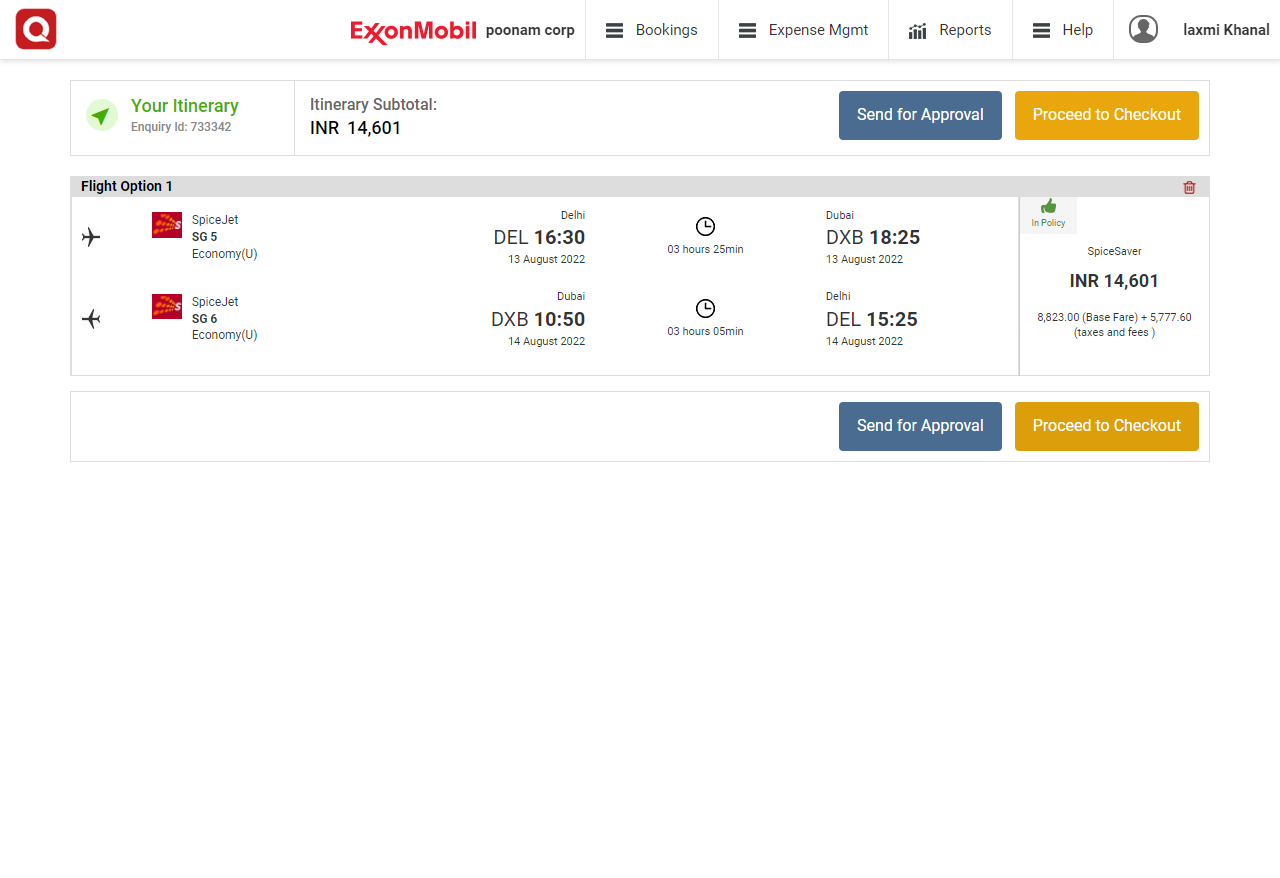 Q
ExxonMobil poonam corp Bookings Expense Mgmt Reports Help laxmi Khanal
Your Itinerary
Enquiry Id: 733342
Itinerary Subtotal:
INR 14,601
Send for Approval
Proceed to Checkout
Flight Option 1
SpiceJet
SG 5
Economy(U)
Delhi
DEL 16:30
13 August 2022
03 hours 25min
Dubai
DXB 18:25
13 August 2022
SpiceJet
SG 6
Economy(U)
Dubai
DXB 10:50
14 August 2022
03 hours 05min
Delhi
DEL 15:25
14 August 2022
In Policy
SpiceSaver
INR 14,601
8,823.00 (Base Fare) + 5,777.60
(taxes and fees )
Send for Approval
Proceed to Checkout